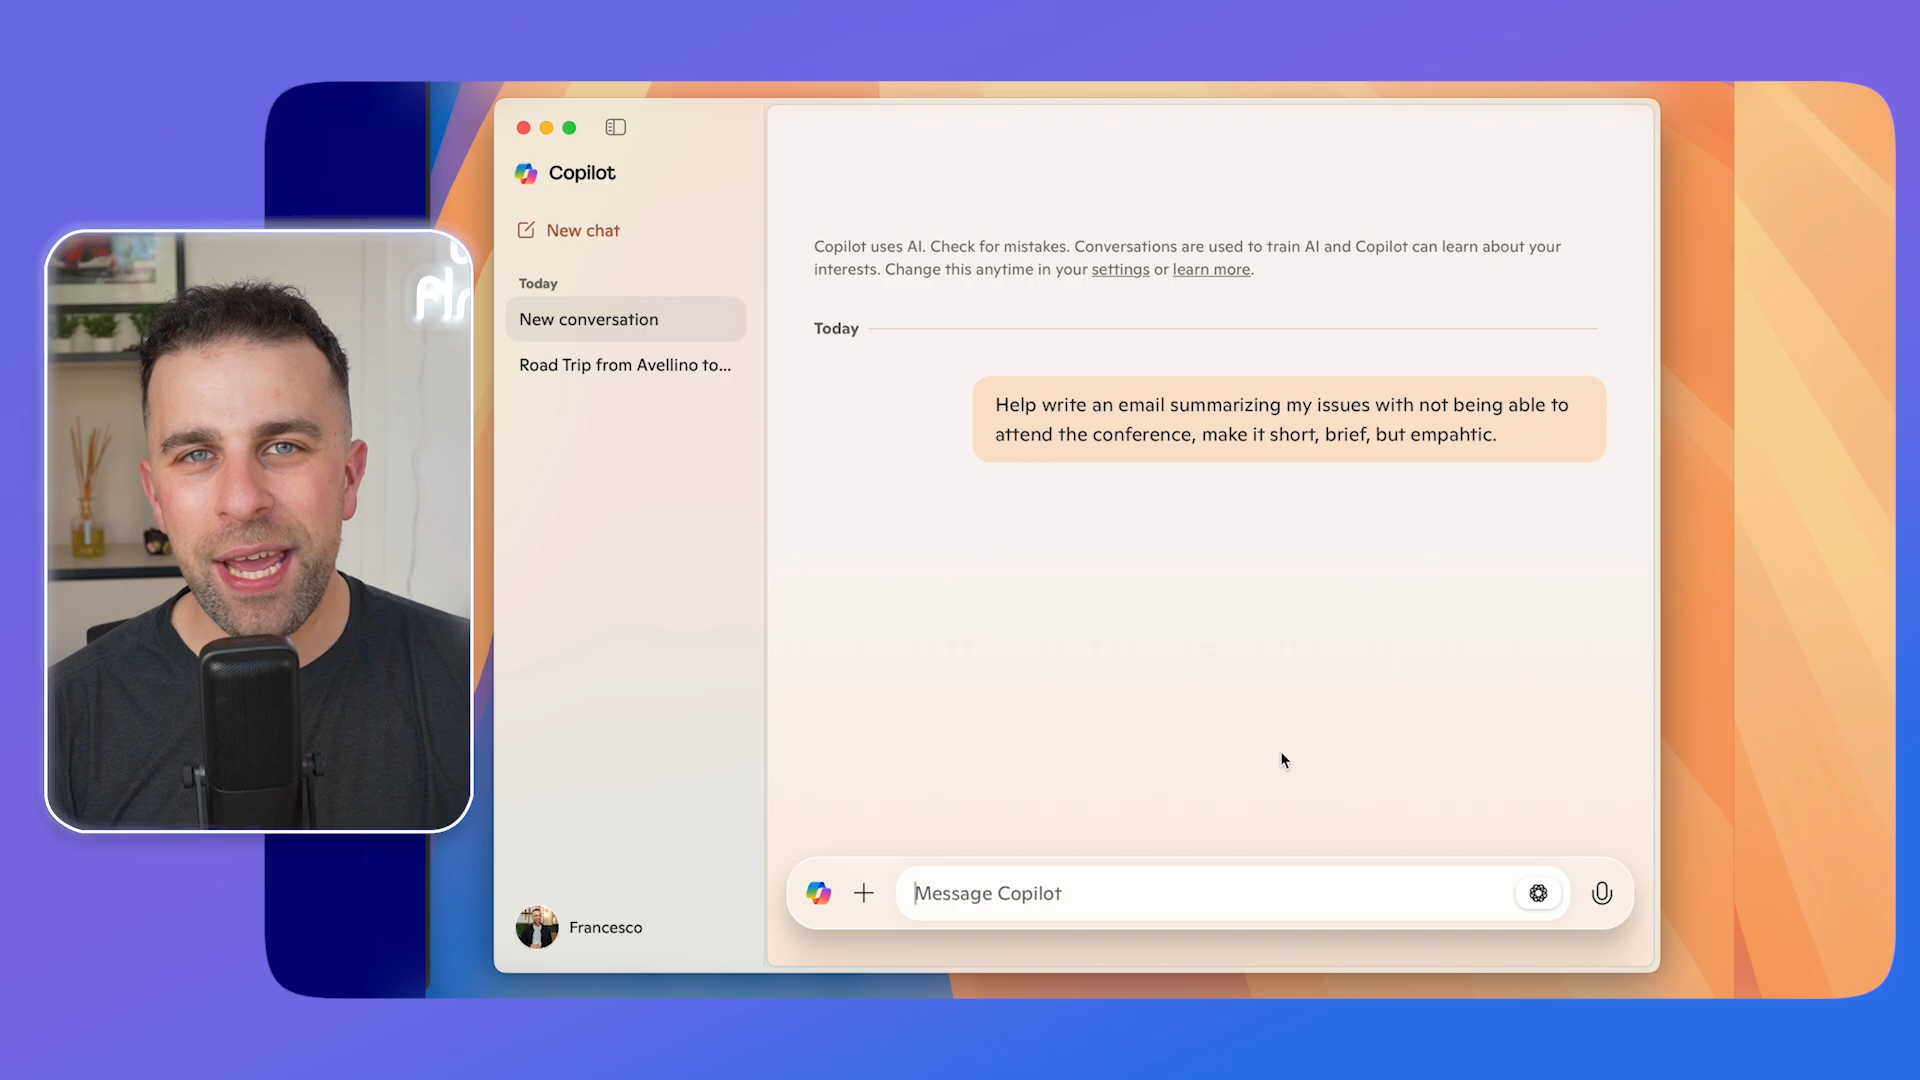 Copilot
New chat
Today
New conversation
Road Trip from Avellino to...
Francesco
Copilot uses AI. Check for mistakes. Conversations are used to train AI and Copilot can learn about your
interests. Change this anytime in your settings or learn more.
Today
Help write an email summarizing my issues with not being able to
attend the conference, make it short, brief, but empahtic.
Message Copilot